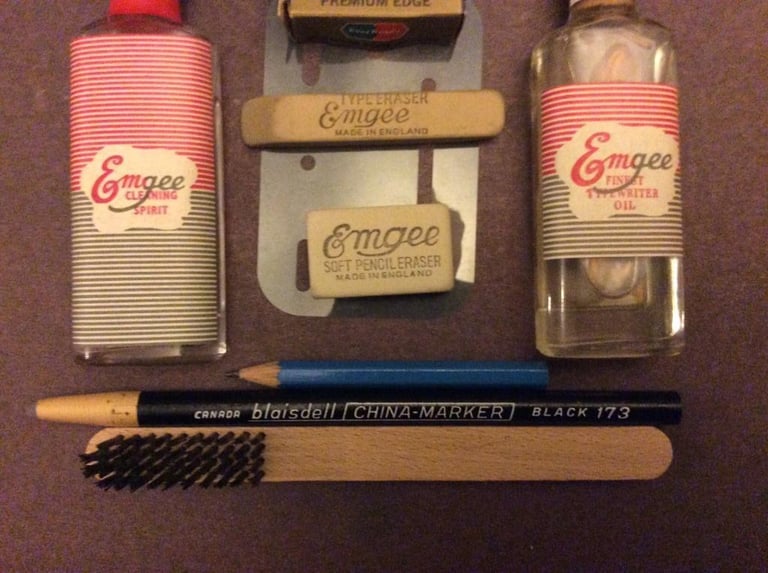 PREMIUM EDGE
TYPE ERASER
Emgee
MADE IN ENGLAND
Emgee
CLEANING
SPIRIT
Emgee
FINEST
TYPEWRITER
OIL
Emgee
SOFT PENCIL ERASER
MADE IN ENGLAND
CANADA blaisdell CHINA-MARKER BLACK 173